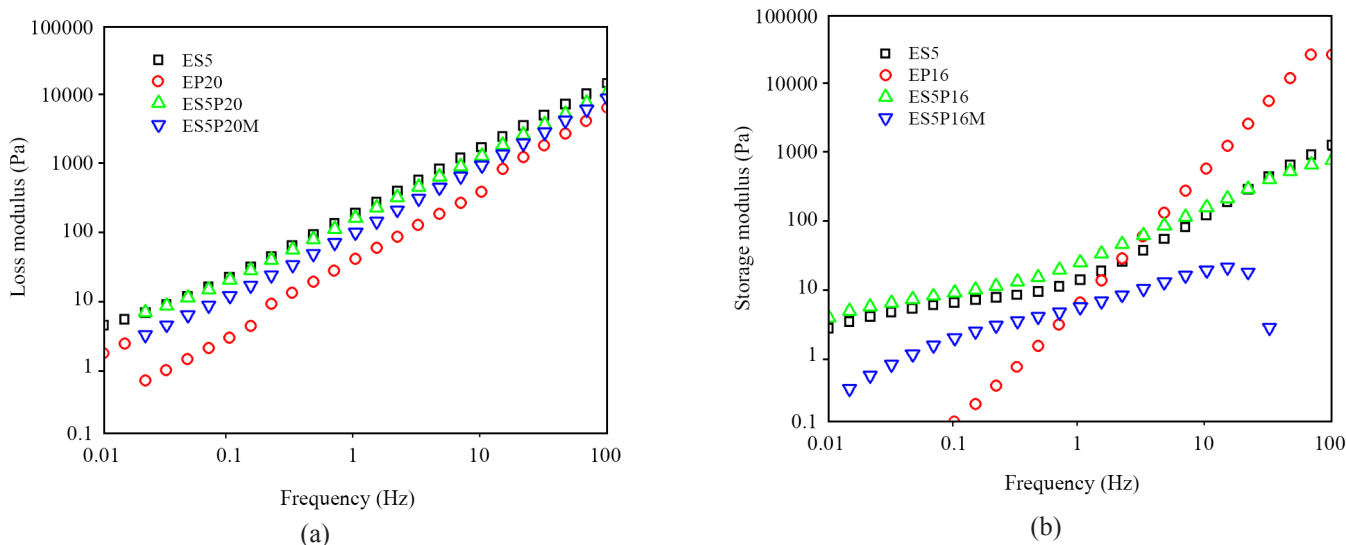 100000
10000
1000
100
10
1
0.1
Loss modulus (Pa)
ES5
EP20
ES5P20
ES5P20M
0.01
0.1
1
10
100
Frequency (Hz)
(a)
100000
10000
1000
100
10
1
0.1
Storage modulus (Pa)
ES5
EP16
ES5P16
ES5P16M
0.01
0.1
1
10
100
Frequency (Hz)
(b)